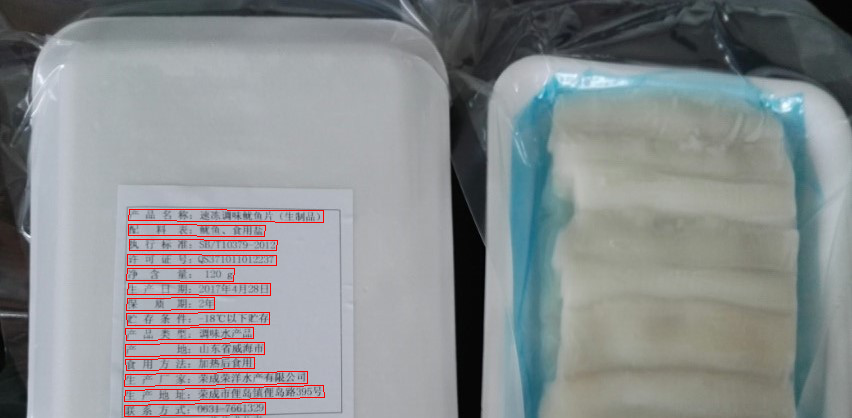 产品名称：速冻调味鱿鱼片（生制品）
配料表：鱿鱼、食用盐
执行标准：SB/T10379-2012
许可证号：QS371011012237
净含量：120 g
生产日期：2017年4月28日
保质期：2年
贮存条件：-18℃以下贮存
产品类型：调味水产品
产地：山东省威海市
食用方法：加热后食用
生产厂家：荣成荣洋水产有限公司
生产地址：荣成市俚岛镇俚岛路395号
联系方式：0631-7661329